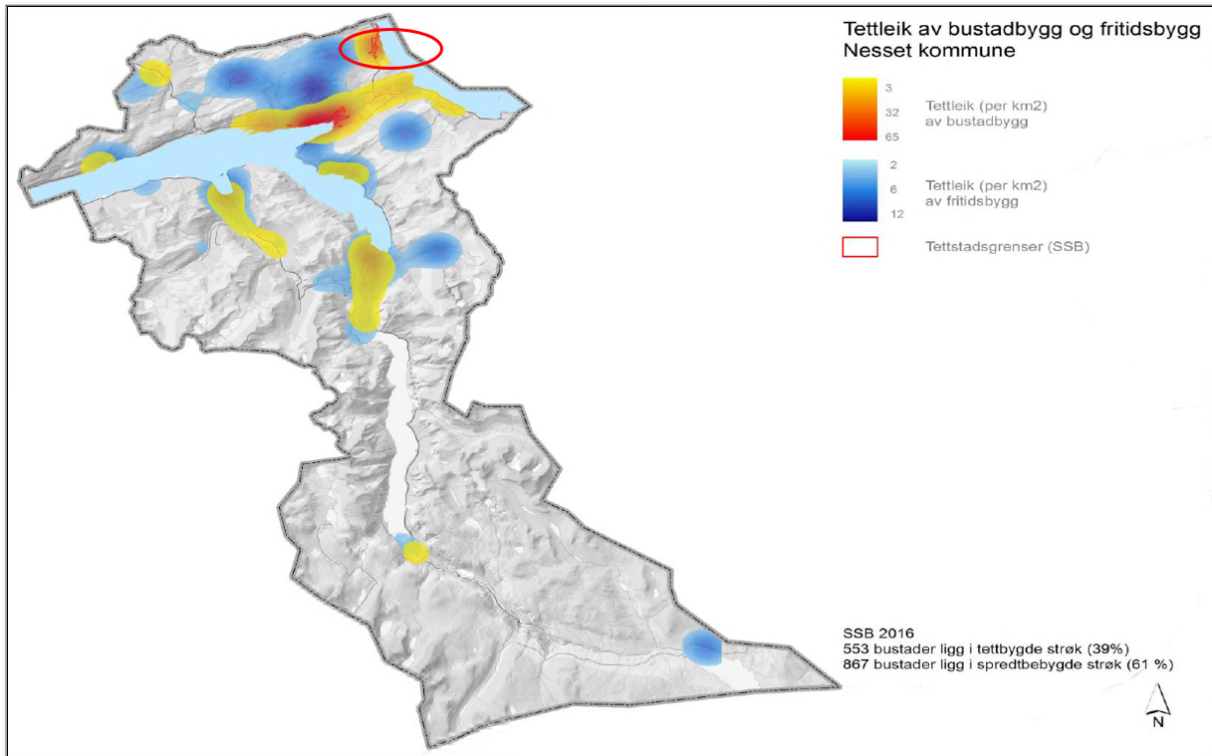 Tettleik av bustadbygg og fritidsbygg
Nesset kommune
3
32
65
Tettleik (per km2)
av bustadbygg
2
6
12
Tettleik (per km2)
av fritidsbygg
Tettstadsgrenser (SSB)
SSB 2016
553 bustader ligg i tettbygde strøk (39%)
867 bustader ligg i spredtbebygde strøk (61 %)
N